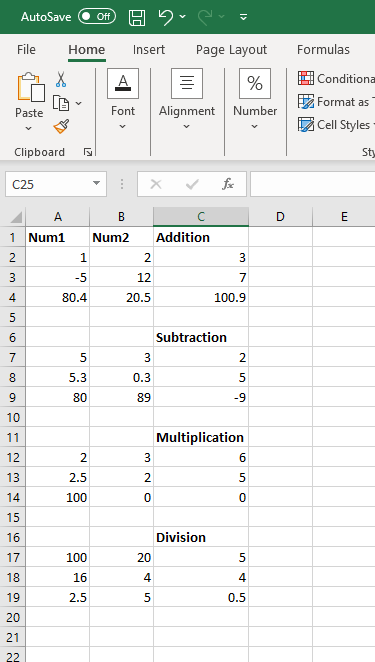 AutoSave Off
File Home Insert Page Layout Formulas
Paste
Clipboard
A
Font
Alignment
%
Number
Conditiona
Format as T
Cell Styles
Sty
C25 fx
A B C D E
1 Num1 Num2 Addition
2 1 2 3
3 -5 12 7
4 80.4 20.5 100.9
5
6 Subtraction
7 5 3 2
8 5.3 0.3 5
9 80 89 -9
10
11 Multiplication
12 2 3 6
13 2.5 2 5
14 100 0 0
15
16 Division
17 100 20 5
18 16 4 4
19 2.5 5 0.5
20
21
22